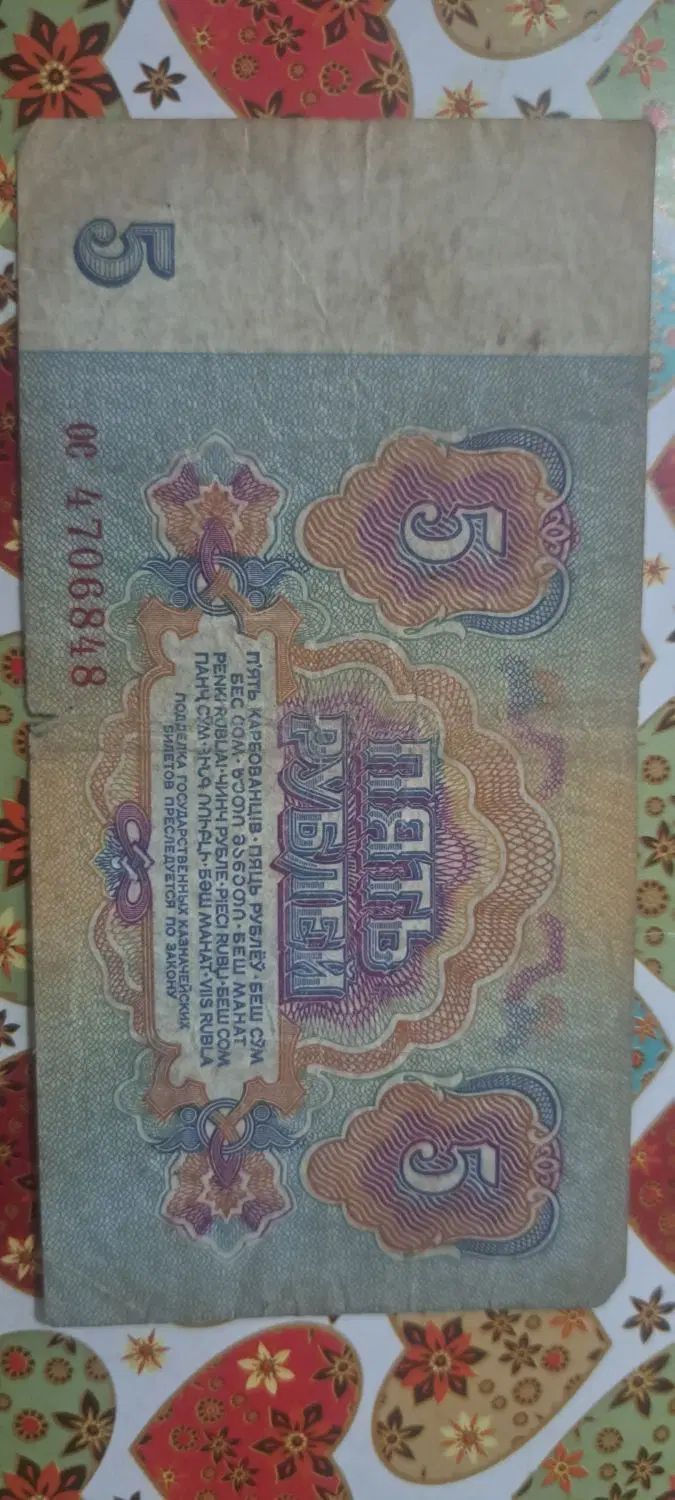 5
ОС 4706848
5
5
ПЯТЬ
РУБЛЕЙ
П'ЯТЬ КАРБОВАНЦІВ · ПЯЦЬ РУБЛЁЎ · БЕШ СЎМ
БЕС СОМ · ᲮᲣᲗᲘ ᲛᲐᲜᲔᲗᲘ · БЕШ МАНАТ
PENKI RUBLIAI · ЧИНЧ РУБЛЕ · PIECI RUBĻI · БЕШ СОМ
ПАНҶ СӮМ · ՀԻՆԳ ՌՈՒԲԼԻ · БӘШ МАНАТ · VIIS RUBLA
ПОДДЕЛКА ГОСУДАРСТВЕННЫХ КАЗНАЧЕЙСКИХ
БИЛЕТОВ ПРЕСЛЕДУЕТСЯ ПО ЗАКОНУ